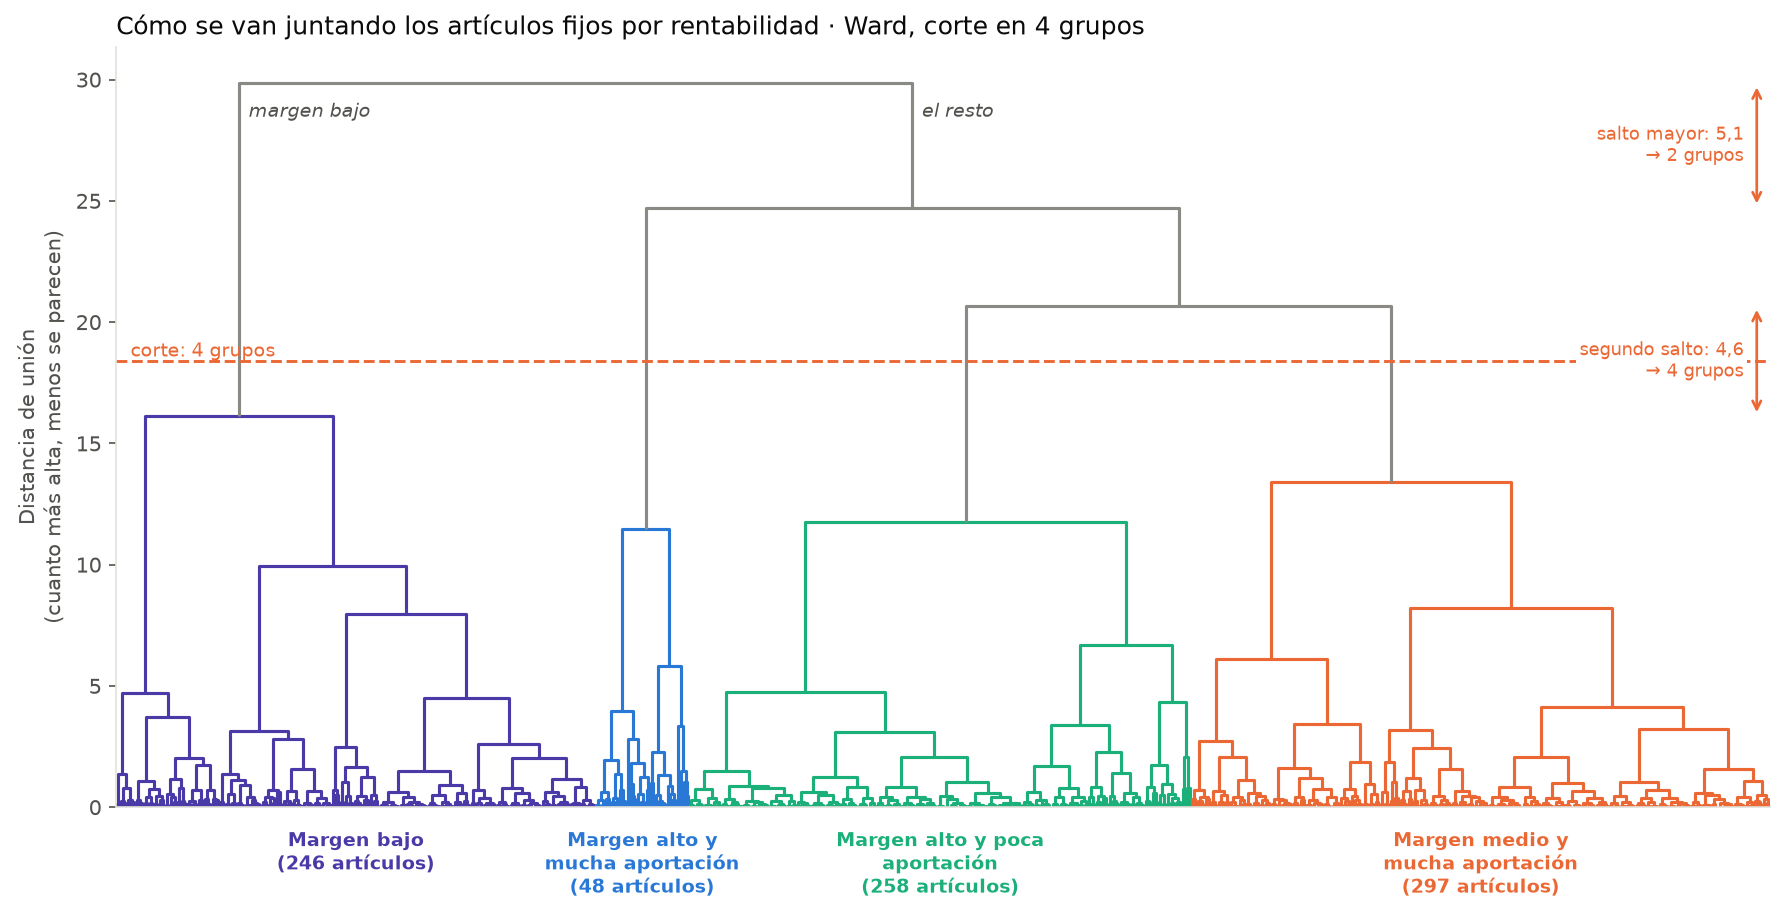 Cómo se van juntando los artículos fijos por rentabilidad · Ward, corte en 4 grupos
Distancia de unión
(cuanto más alta, menos se parecen)
30
25
20
15
10
5
0
margen bajo
el resto
salto mayor: 5,1
→ 2 grupos
corte: 4 grupos
segundo salto: 4,6
→ 4 grupos
Margen bajo
(246 artículos)
Margen alto y
mucha aportación
(48 artículos)
Margen alto y poca
aportación
(258 artículos)
Margen medio y
mucha aportación
(297 artículos)